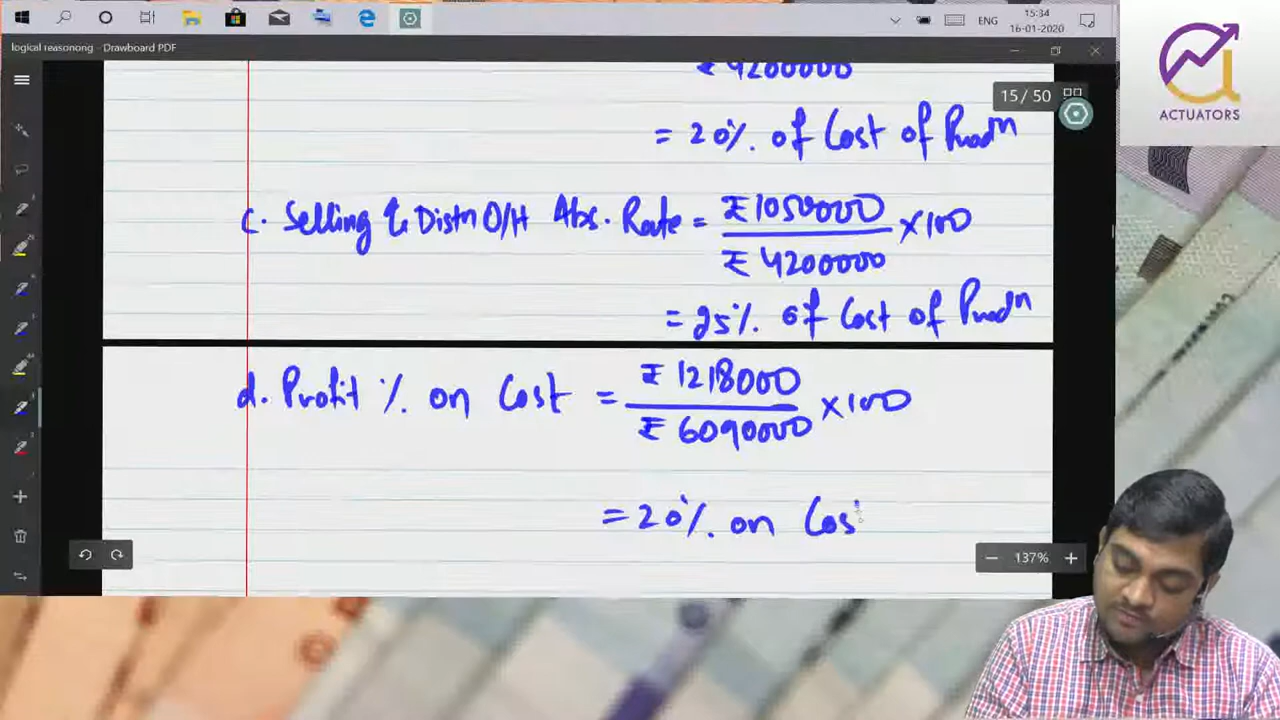 15:34
ENG
16-01-2020
logical reasonong - Drawboard PDF
ACTUATORS
₹4200000
15 / 50
= 20% of Cost of Prodn
c. Selling & Distn O/H Abs. Rate = ₹1050000 × 100
₹ 4200000
= 25% of Cost of Prodn
d. Profit % on Cost = ₹ 1218000 × 100
₹ 6090000
= 20% on Cos
137%